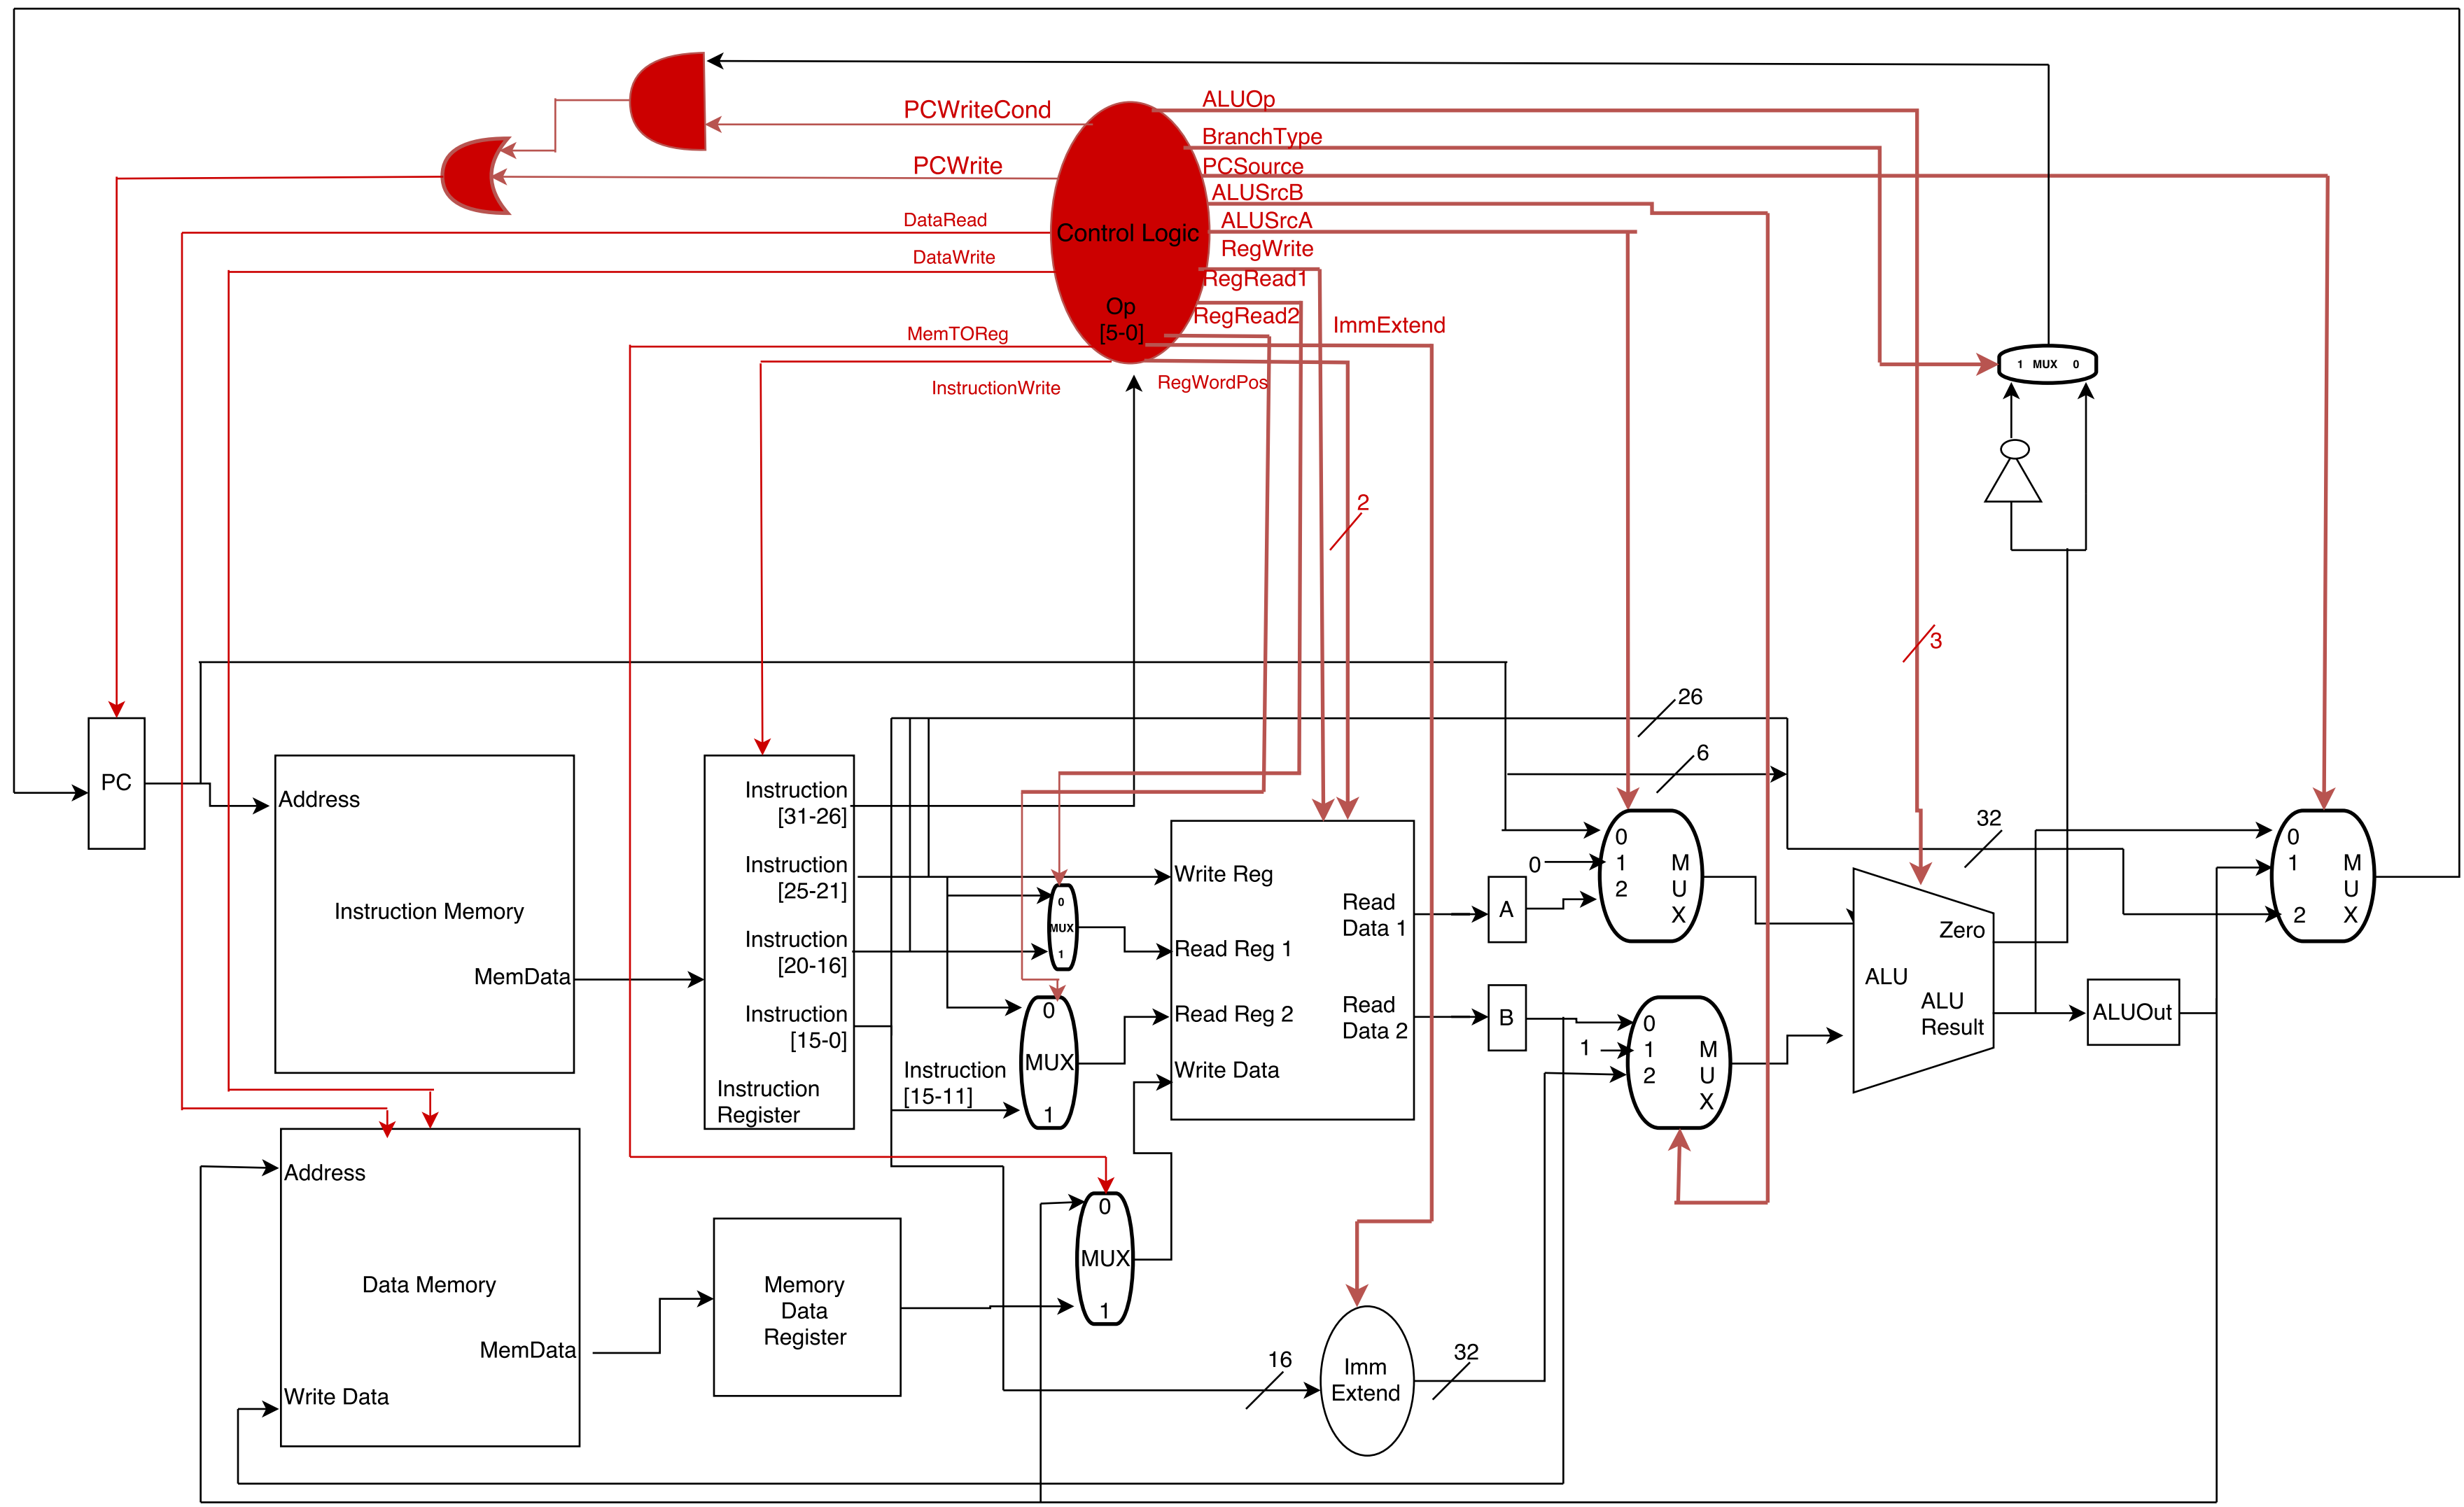 PCWriteCond
ALUOp
BranchType
PCWrite
PCSource
ALUSrcB
DataRead
ALUSrcA
Control Logic
RegWrite
DataWrite
RegRead1
Op
[5-0]
RegRead2
ImmExtend
MemTOReg
InstructionWrite
RegWordPos
1 MUX 0
2
3
26
6
PC
Address
Instruction Memory
MemData
Instruction
[31-26]
Instruction
[25-21]
Instruction
[20-16]
Instruction
[15-0]
Instruction
Register
Instruction
[15-11]
0
MUX
1
0
MUX
1
Write Reg
Read Reg 1
Read Reg 2
Write Data
Read
Data 1
Read
Data 2
A
B
0
0
1
2
M
U
X
1
0
1
2
M
U
X
32
Zero
ALU
ALU
Result
ALUOut
0
1
2
M
U
X
Address
Data Memory
MemData
Write Data
Memory
Data
Register
0
MUX
1
16
Imm
Extend
32